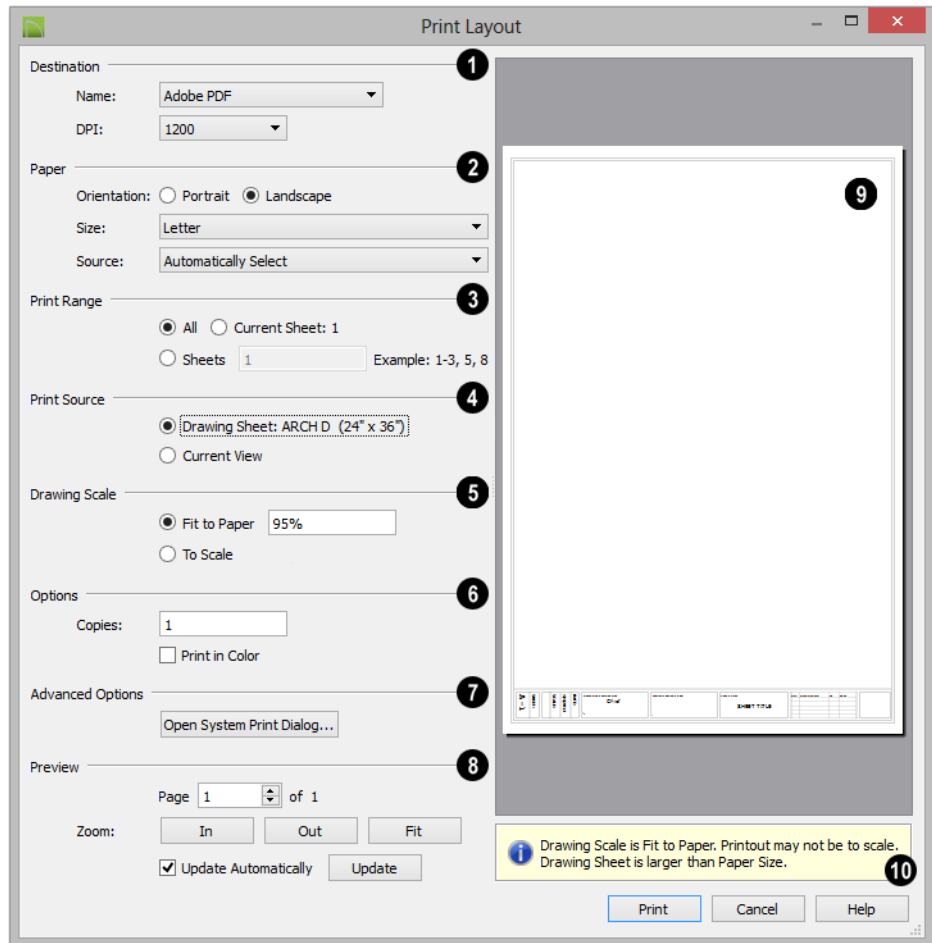 Print Layout
Destination
1
Name: Adobe PDF
DPI: 1200
Paper
2
Orientation: Portrait Landscape
Size: Letter
Source: Automatically Select
Print Range
3
All Current Sheet: 1
Sheets 1 Example: 1-3, 5, 8
Print Source
4
Drawing Sheet: ARCH D (24" x 36")
Current View
Drawing Scale
5
Fit to Paper 95%
To Scale
Options
6
Copies: 1
Print in Color
Advanced Options
7
Open System Print Dialog...
Preview
8
Page 1 of 1
Zoom: In Out Fit
Update Automatically Update
9
A-1
Chief
SHEET TITLE
Drawing Scale is Fit to Paper. Printout may not be to scale.
Drawing Sheet is larger than Paper Size.
10
Print Cancel Help